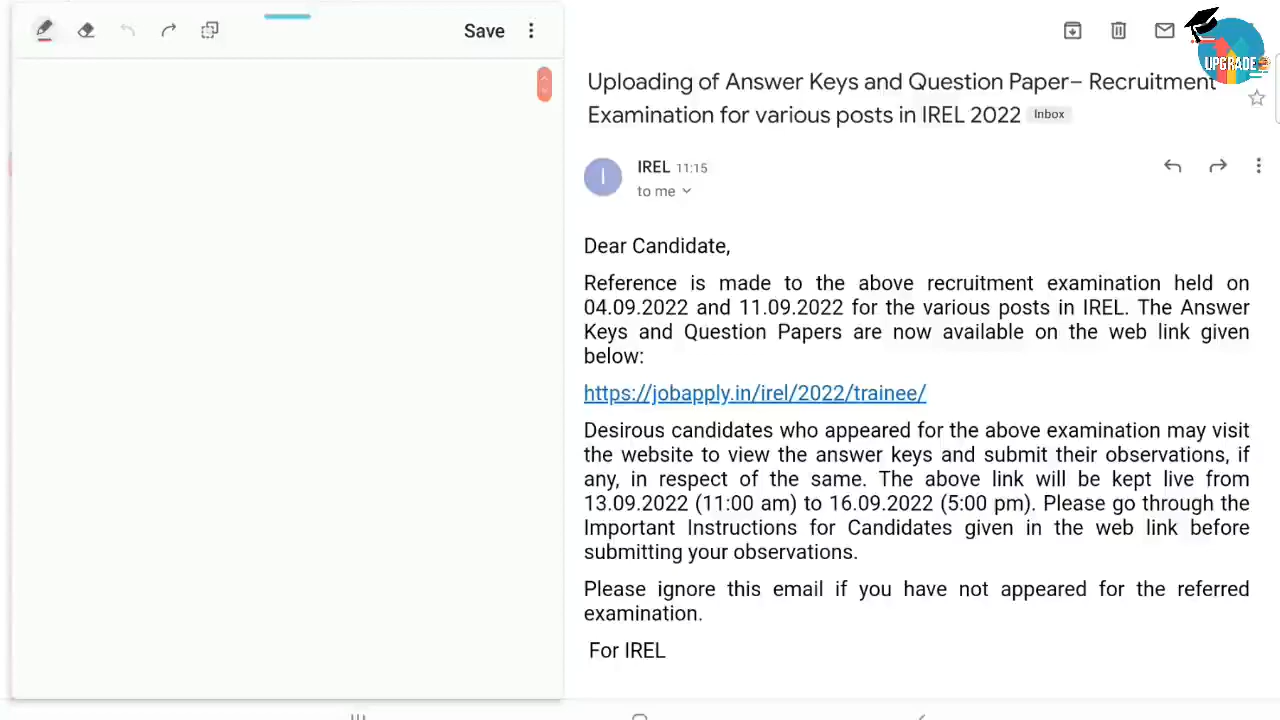 Save
UPGRADE
Uploading of Answer Keys and Question Paper– Recruitment
Examination for various posts in IREL 2022 Inbox
I
IREL 11:15
to me
Dear Candidate,
Reference is made to the above recruitment examination held on
04.09.2022 and 11.09.2022 for the various posts in IREL. The Answer
Keys and Question Papers are now available on the web link given
below:
https://jobapply.in/irel/2022/trainee/
Desirous candidates who appeared for the above examination may visit
the website to view the answer keys and submit their observations, if
any, in respect of the same. The above link will be kept live from
13.09.2022 (11:00 am) to 16.09.2022 (5:00 pm). Please go through the
Important Instructions for Candidates given in the web link before
submitting your observations.
Please ignore this email if you have not appeared for the referred
examination.
For IREL